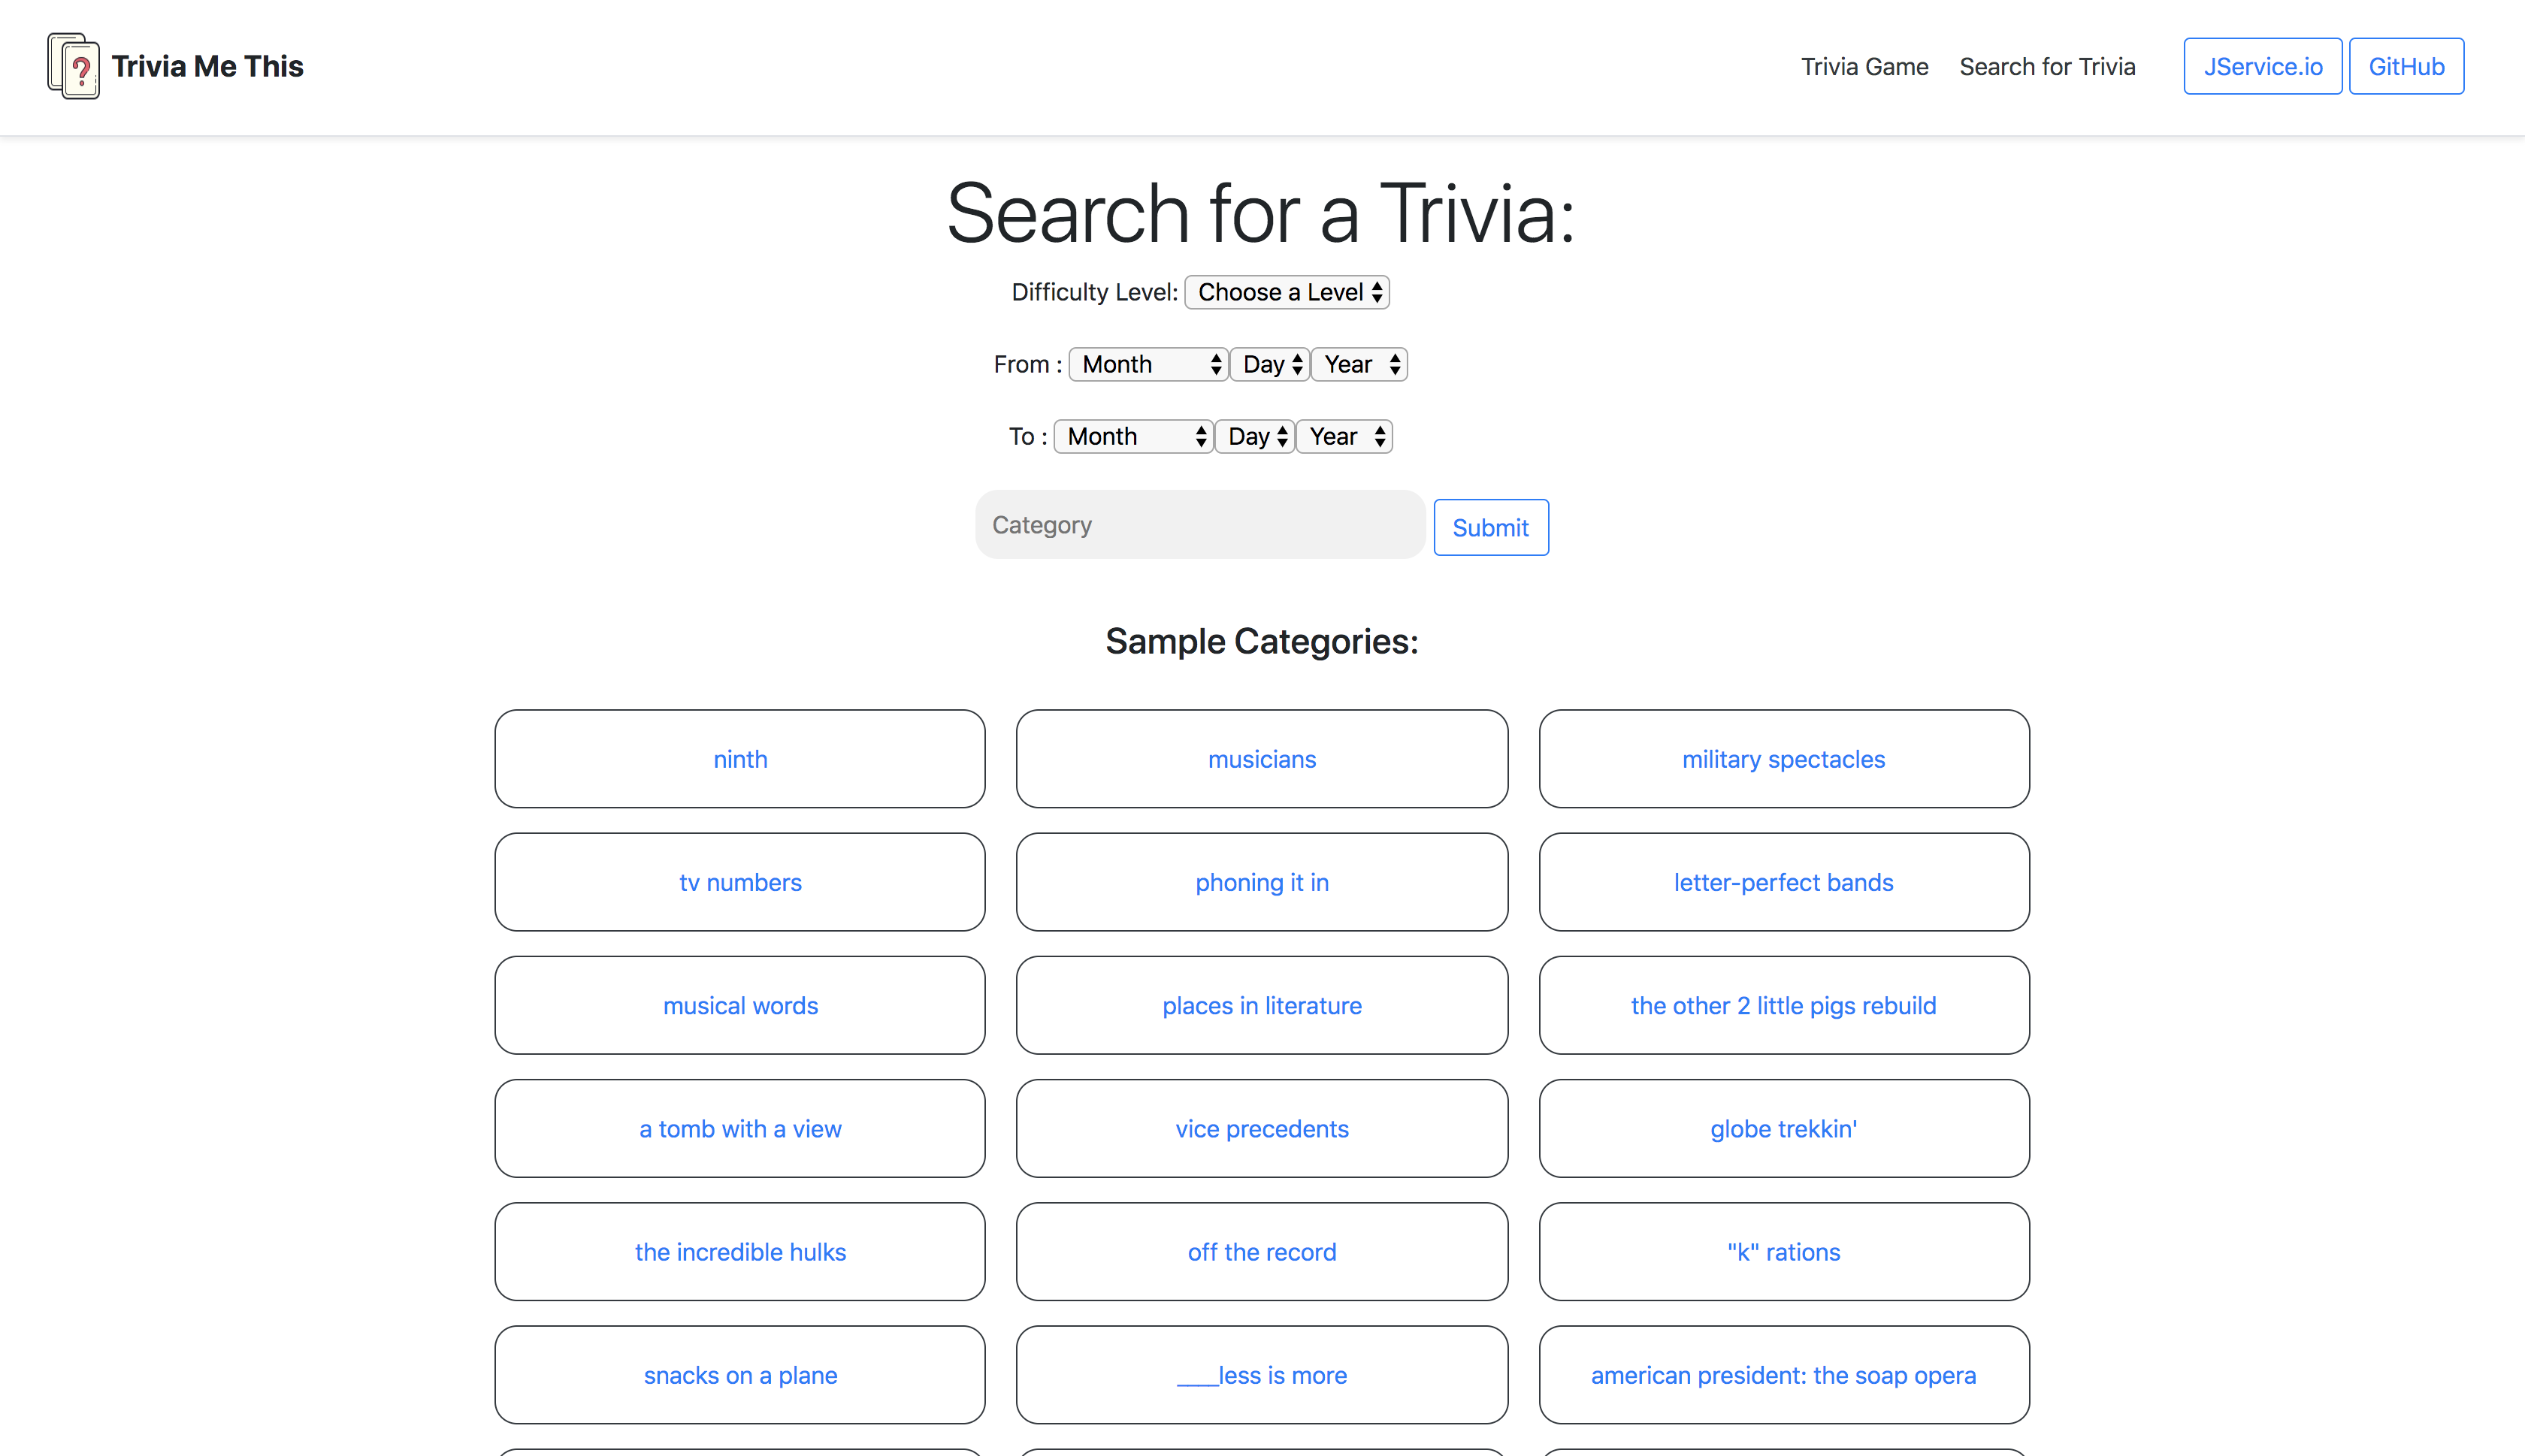 ? Trivia Me This Trivia Game Search for Trivia JService.io GitHub
Search for a Trivia:
Difficulty Level: Choose a Level
From : Month Day Year
To : Month Day Year
Category Submit
Sample Categories:
ninth musicians military spectacles
tv numbers phoning it in letter-perfect bands
musical words places in literature the other 2 little pigs rebuild
a tomb with a view vice precedents globe trekkin'
the incredible hulks off the record "k" rations
snacks on a plane ____less is more american president: the soap opera